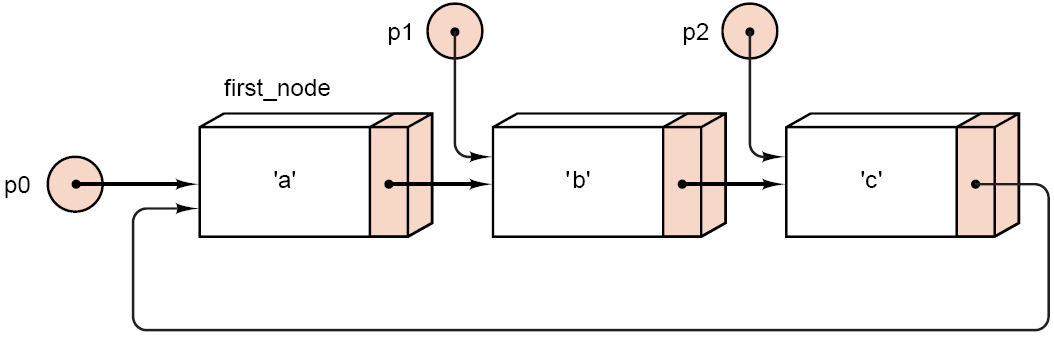 p1
p2
first_node
p0
'a'
'b'
'c'